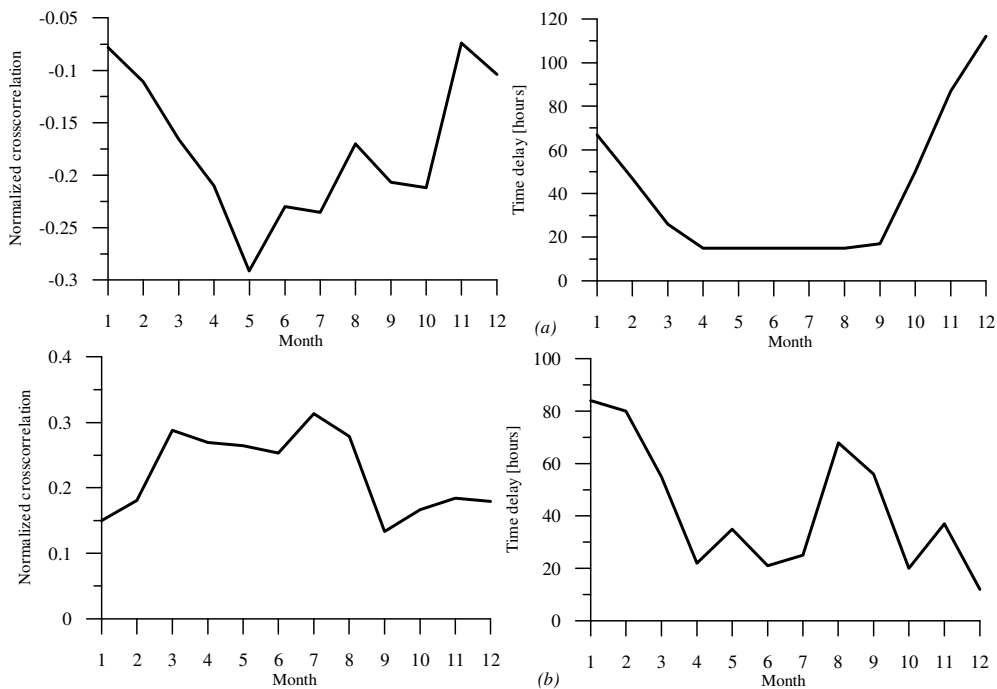 Normalized crosscorrelation
-0.05
-0.1
-0.15
-0.2
-0.25
-0.3
1 2 3 4 5 6 7 8 9 10 11 12
Month
Time delay [hours]
120
100
80
60
40
20
0
1 2 3 4 5 6 7 8 9 10 11 12
Month
(a)
Normalized crosscorrelation
0.4
0.3
0.2
0.1
0
1 2 3 4 5 6 7 8 9 10 11 12
Month
Time delay [hours]
100
80
60
40
20
0
1 2 3 4 5 6 7 8 9 10 11 12
Month
(b)